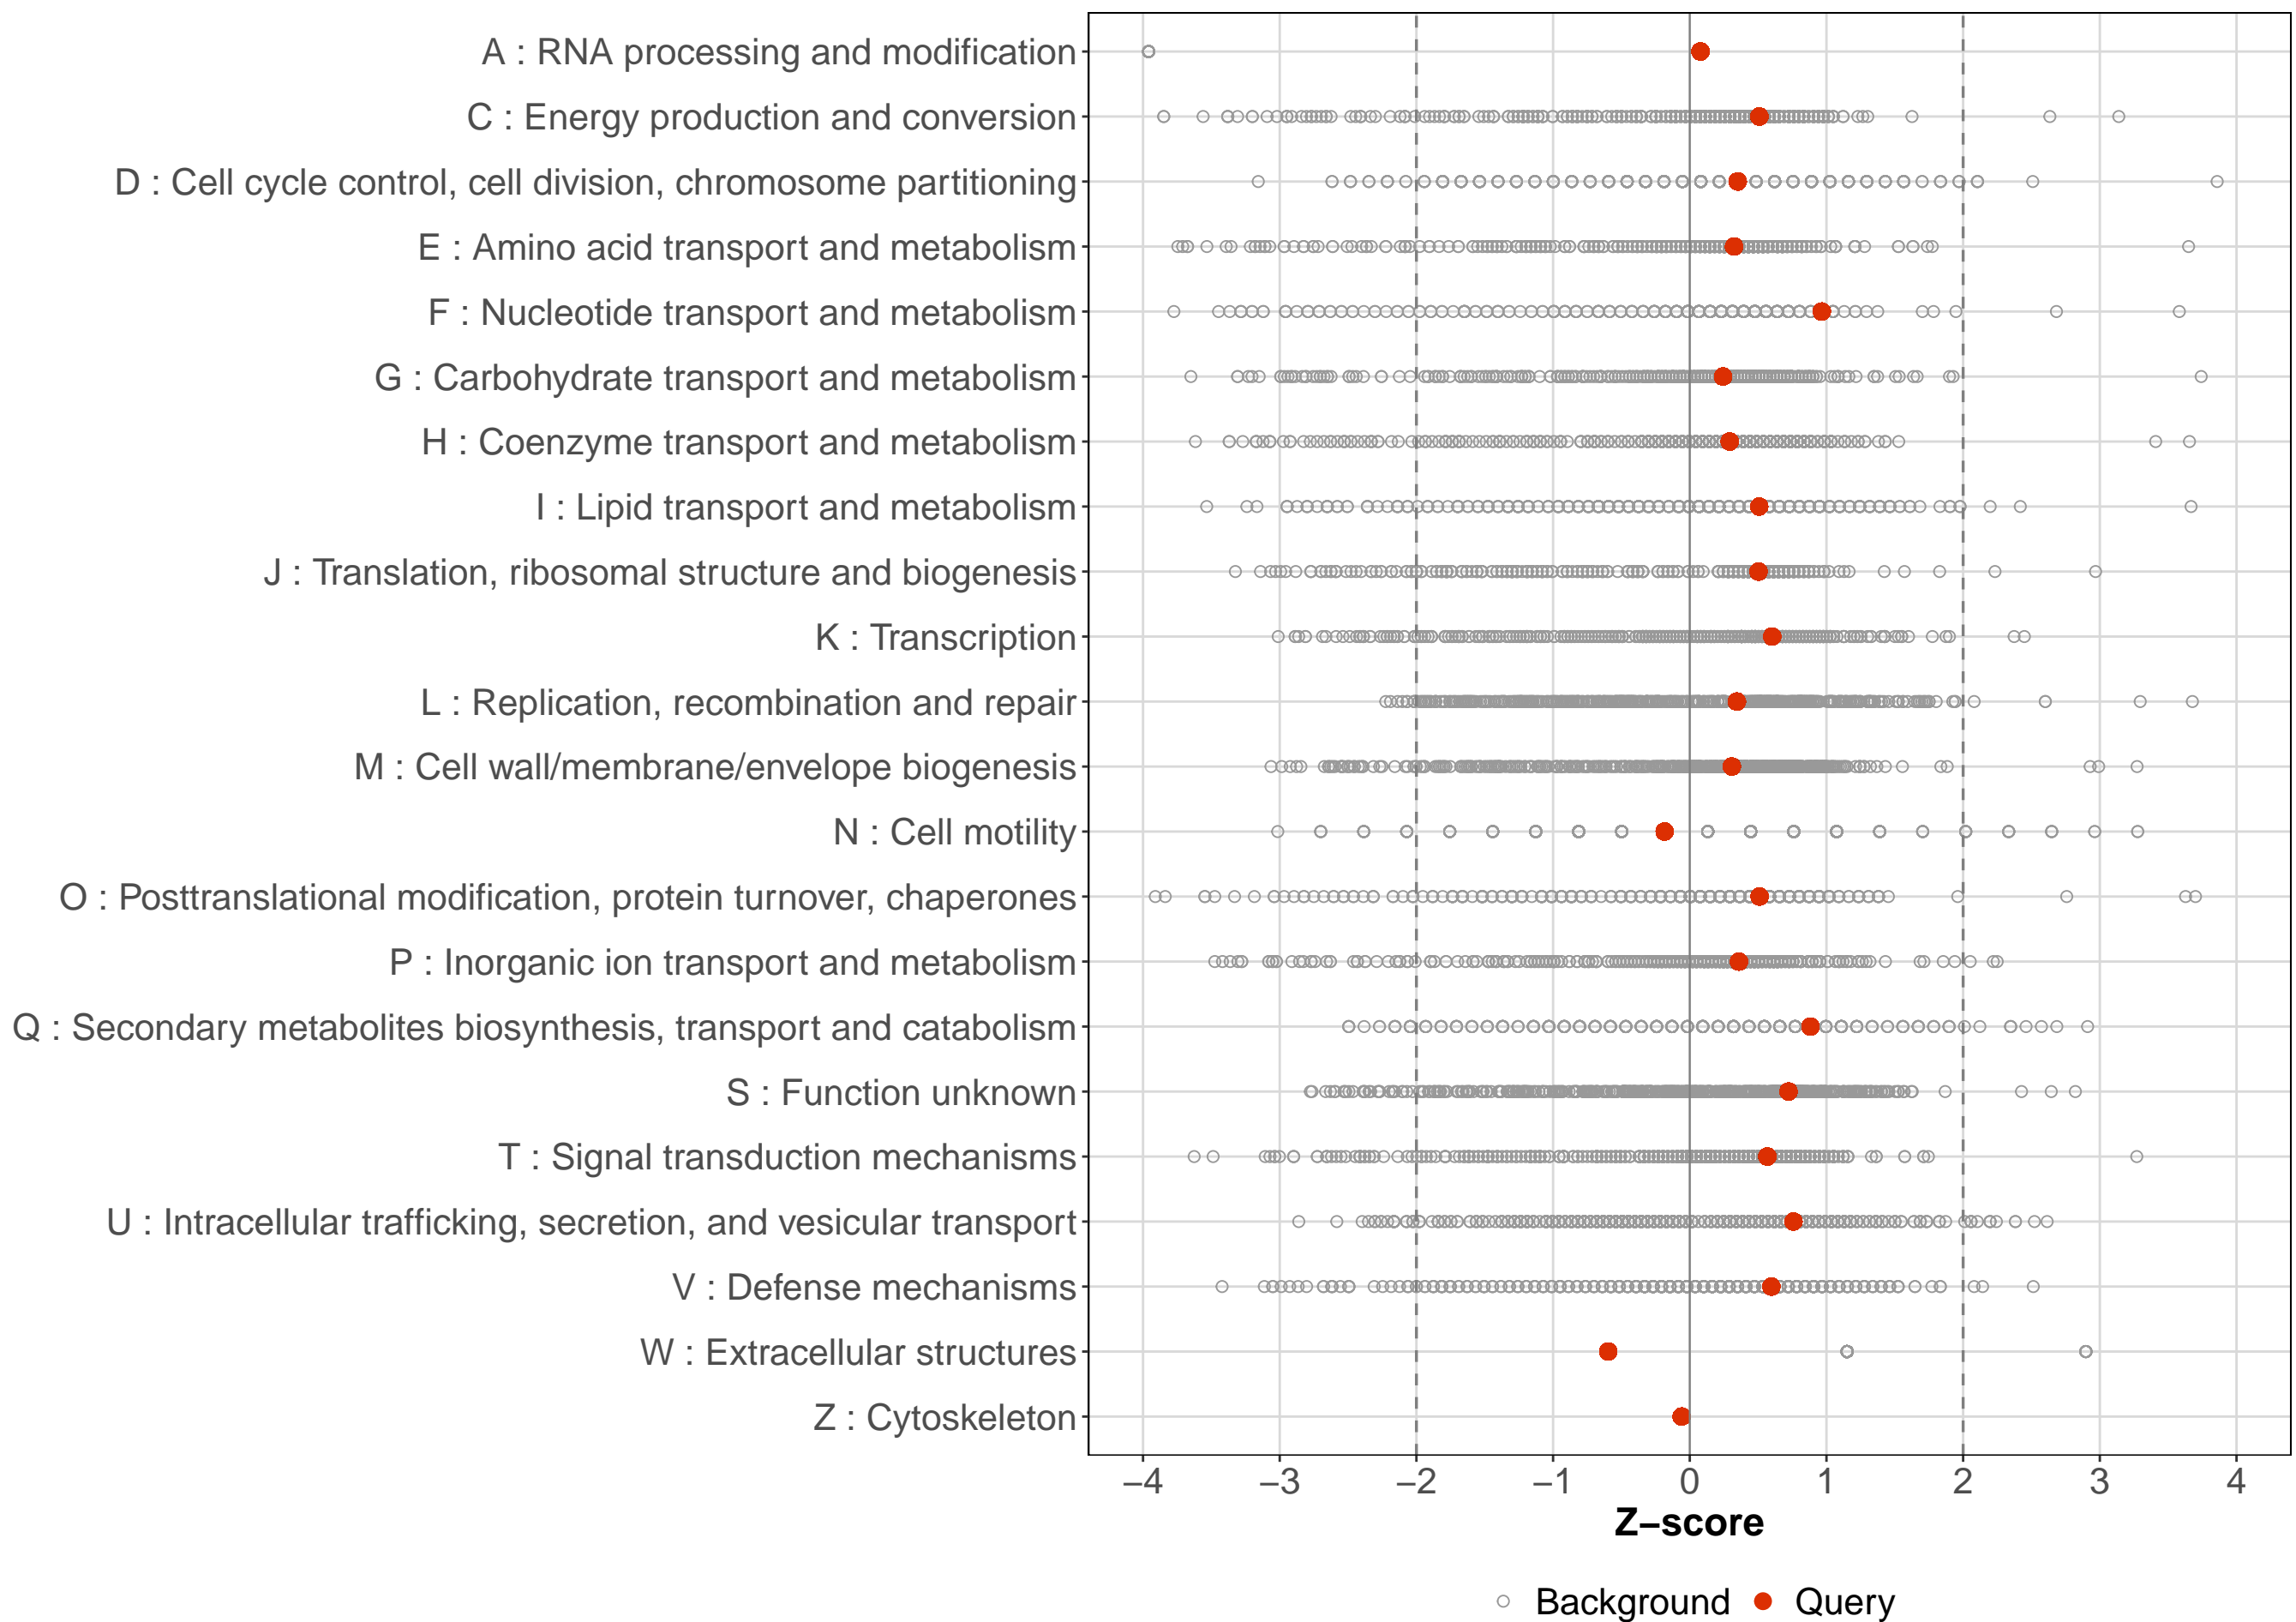 A : RNA processing and modification
C : Energy production and conversion
D : Cell cycle control, cell division, chromosome partitioning
E : Amino acid transport and metabolism
F : Nucleotide transport and metabolism
G : Carbohydrate transport and metabolism
H : Coenzyme transport and metabolism
I : Lipid transport and metabolism
J : Translation, ribosomal structure and biogenesis
K : Transcription
L : Replication, recombination and repair
M : Cell wall/membrane/envelope biogenesis
N : Cell motility
O : Posttranslational modification, protein turnover, chaperones
P : Inorganic ion transport and metabolism
Q : Secondary metabolites biosynthesis, transport and catabolism
S : Function unknown
T : Signal transduction mechanisms
U : Intracellular trafficking, secretion, and vesicular transport
V : Defense mechanisms
W : Extracellular structures
Z : Cytoskeleton
−4 −3 −2 −1 0 1 2 3 4
Z−score
Background Query